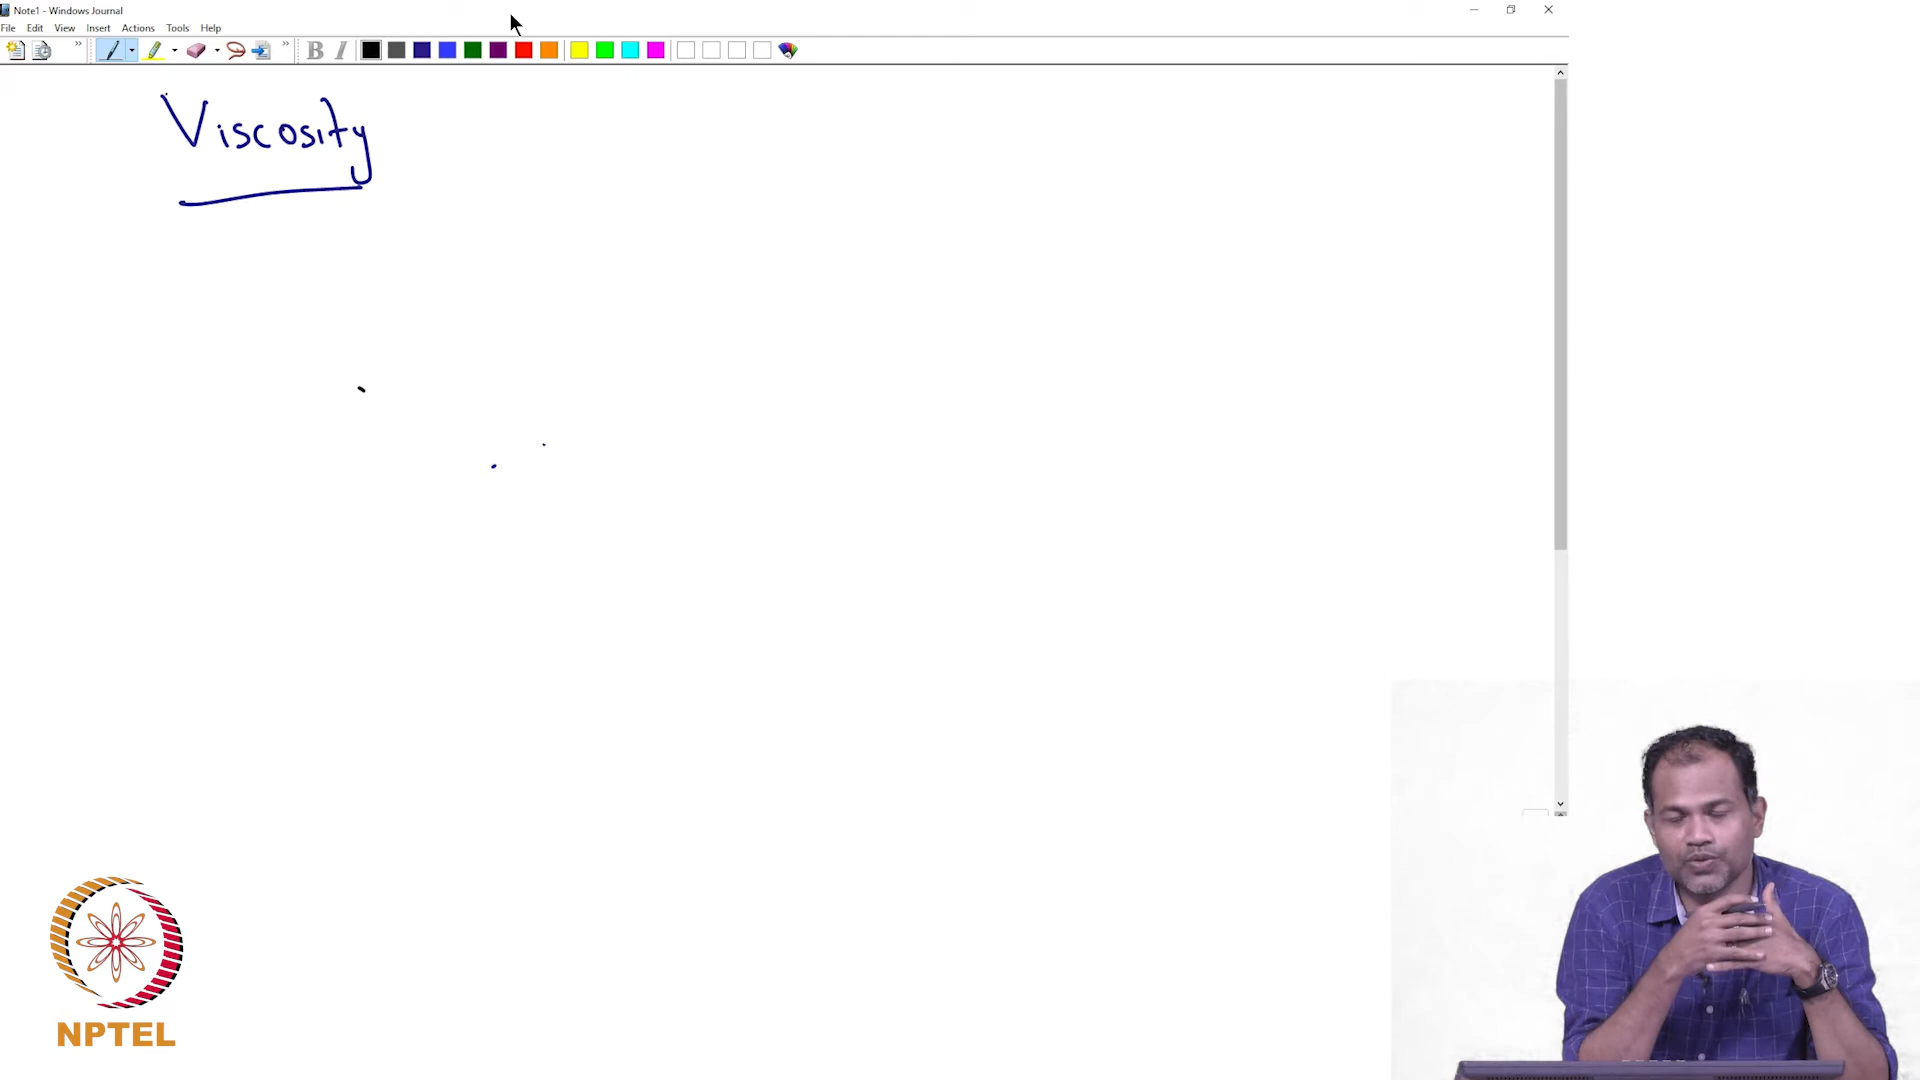 Note1 - Windows Journal
File Edit View Insert Actions Tools Help
B I
Viscosity
NPTEL